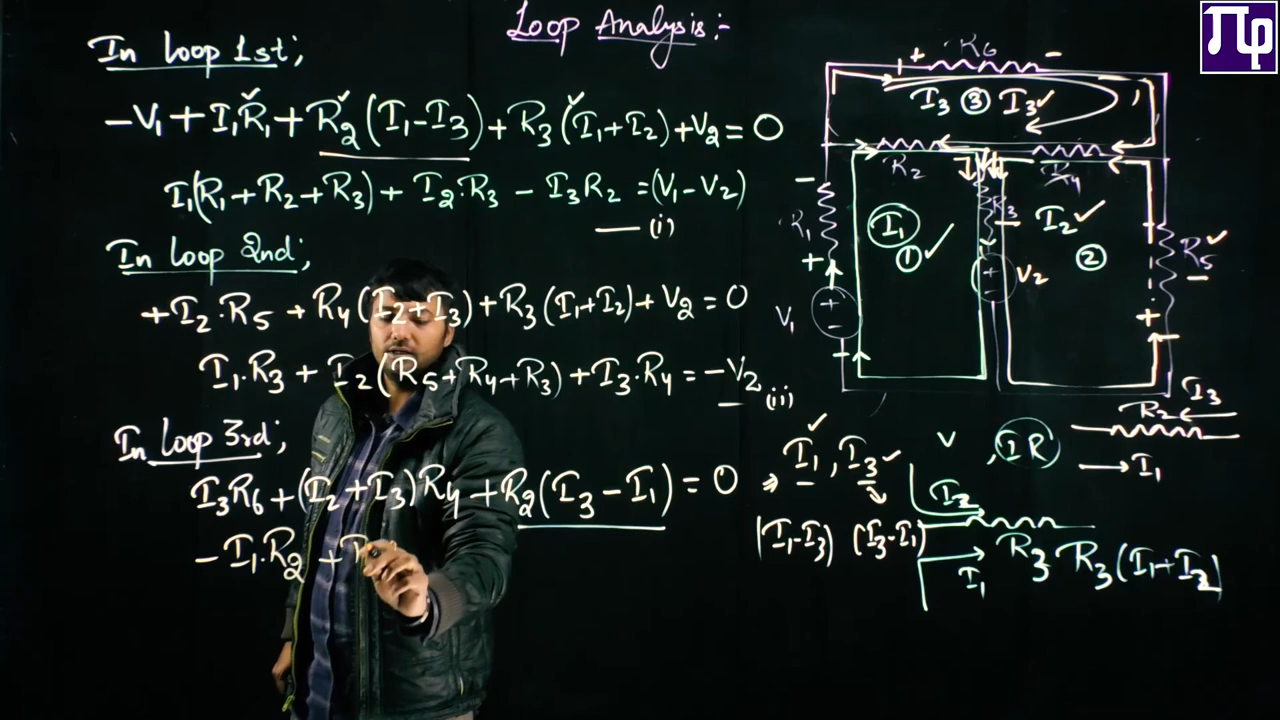 Loop Analysis:-
In loop 1st;
-V₁ + I₁R₁ + R₂(I₁-I₃) + R₃(I₁+I₂) + V₂ = 0
I₁(R₁ + R₂ + R₃) + I₂.R₃ - I₃R₂ = (V₁-V₂)
— (i)
In loop 2nd;
+I₂.R₅ + R₄(I₂+I₃) + R₃(I₁+I₂) + V₂ = 0
I₁.R₃ + I₂(R₅+R₄+R₃) + I₃.R₄ = -V₂ (ii)
In loop 3rd;
I₃R₆ + (I₂+I₃)R₄ + R₂(I₃-I₁) = 0
-I₁.R₂ +
πφ
+ R₆ -
I₃ ③ I₃
R₂ R₄
- R₁ +
I₁ ①
R₃
I₂ ②
R₅ -
+
V₁ + -
+ - V₂
R₂ I₃
I₁
V, IR
⇒ I₁, I₃
(I₁-I₃) (I₃-I₁)
I₂
I₁
R₃ R₃(I₁+I₂)